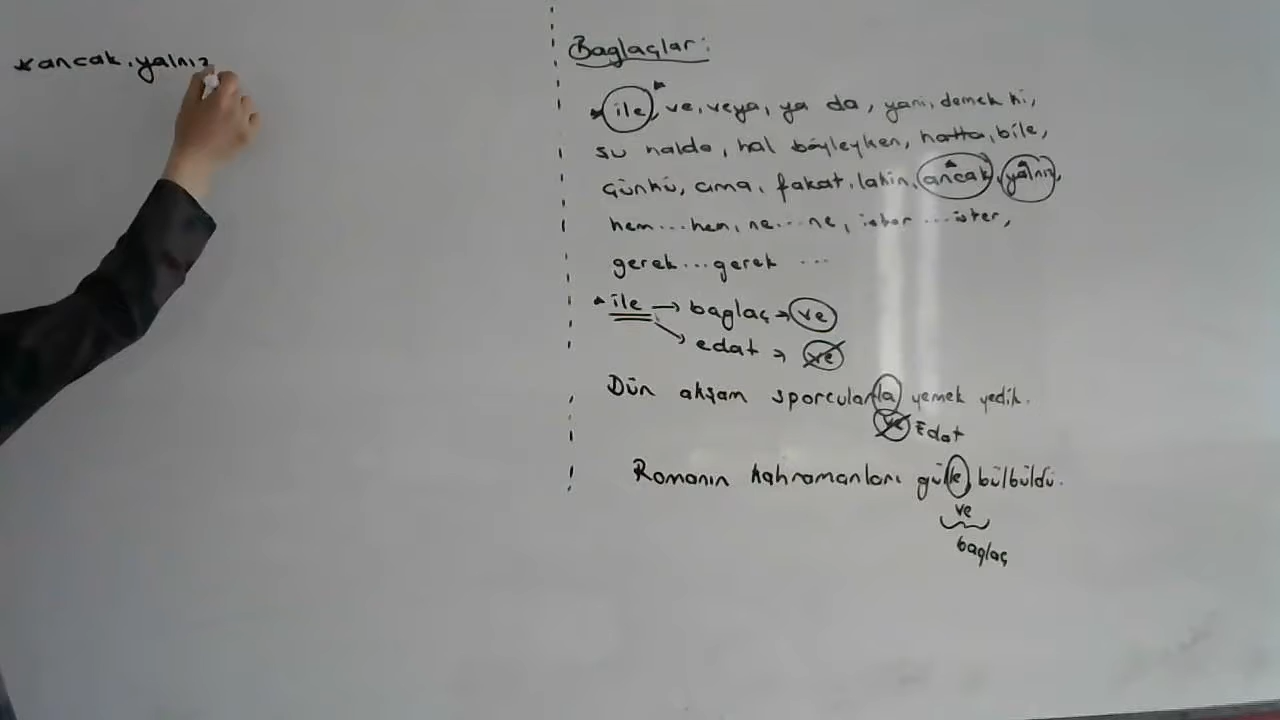 * ancak, yalnız
Bağlaçlar:
ile, ve, veya, ya da, yani, demek ki,
şu halde, hal böyleyken, hatta, bile,
çünkü, ama, fakat, lakin, ancak, yalnız,
hem...hem, ne...ne, ister...ister,
gerek...gerek ...
ile → bağlaç → ve
→ edat → ve
Dün akşam sporcularla yemek yedik.
ve Edat
Romanın kahramanları gülle bülbüldü.
ve
bağlaç